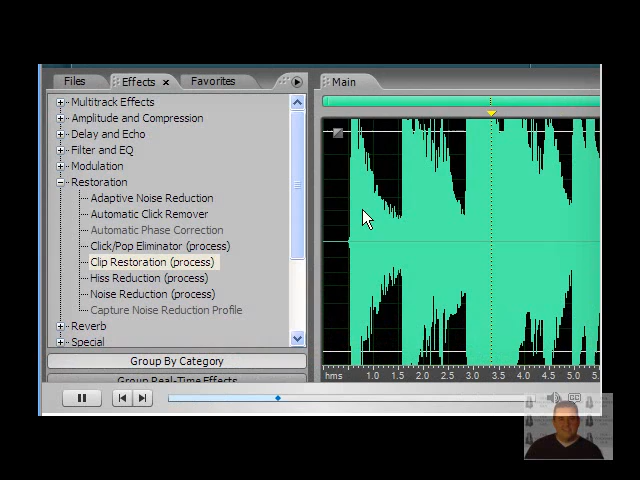 Files
Effects x
Favorites
Main
Multitrack Effects
Amplitude and Compression
Delay and Echo
Filter and EQ
Modulation
Restoration
Adaptive Noise Reduction
Automatic Click Remover
Automatic Phase Correction
Click/Pop Eliminator (process)
Clip Restoration (process)
Hiss Reduction (process)
Noise Reduction (process)
Capture Noise Reduction Profile
Reverb
Special
Group By Category
Group Real-Time Effects
hms 1.0 1.5 2.0 2.5 3.0 3.5 4.0 4.5 5.0 5.
CC